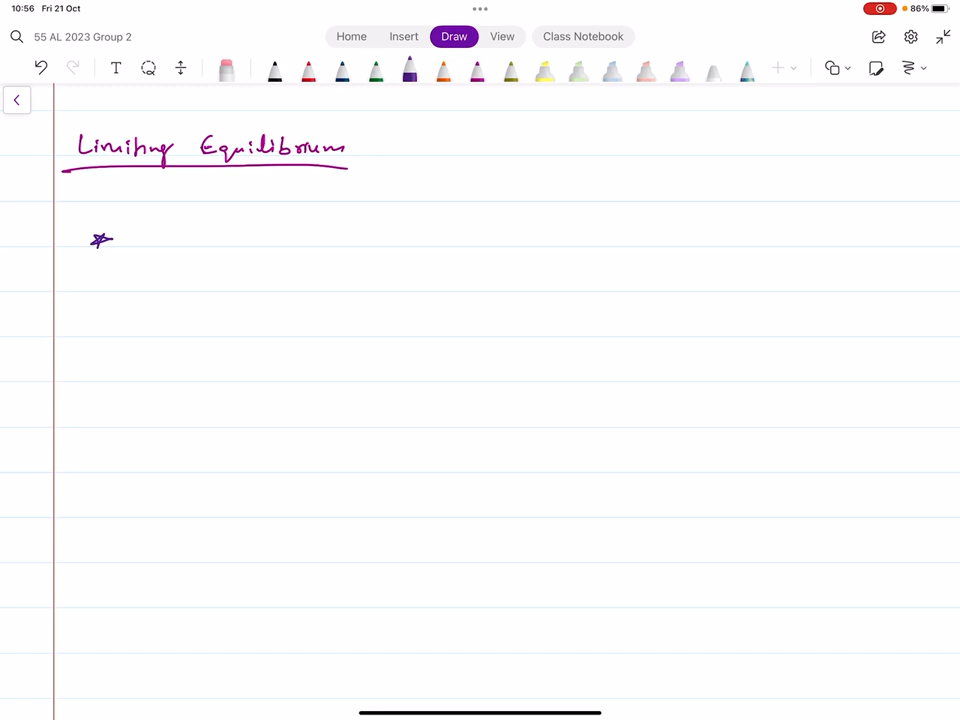 10:56 Fri 21 Oct
86%
55 AL 2023 Group 2
Home Insert Draw View Class Notebook
T
Limiting Equilibrium